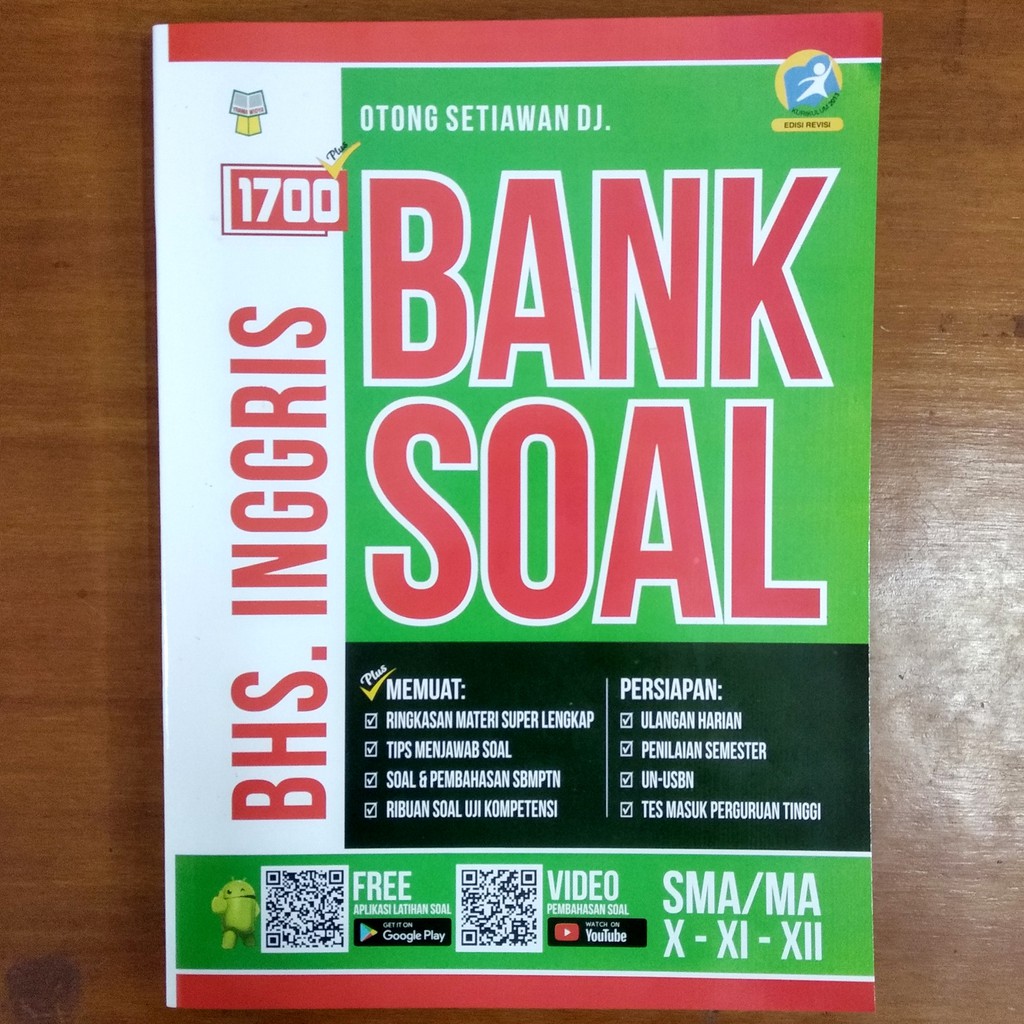 OTONG SETIAWAN DJ.
KURIKULUM 2013
EDISI REVISI
Plus
1700
BANK
SOAL
BHS. INGGRIS
Plus
MEMUAT:
RINGKASAN MATERI SUPER LENGKAP
TIPS MENJAWAB SOAL
SOAL & PEMBAHASAN SBMPTN
RIBUAN SOAL UJI KOMPETENSI
PERSIAPAN:
ULANGAN HARIAN
PENILAIAN SEMESTER
UN-USBN
TES MASUK PERGURUAN TINGGI
FREE
APLIKASI LATIHAN SOAL
GET IT ON
Google Play
VIDEO
PEMBAHASAN SOAL
WATCH ON
YouTube
SMA/MA
X - XI - XII